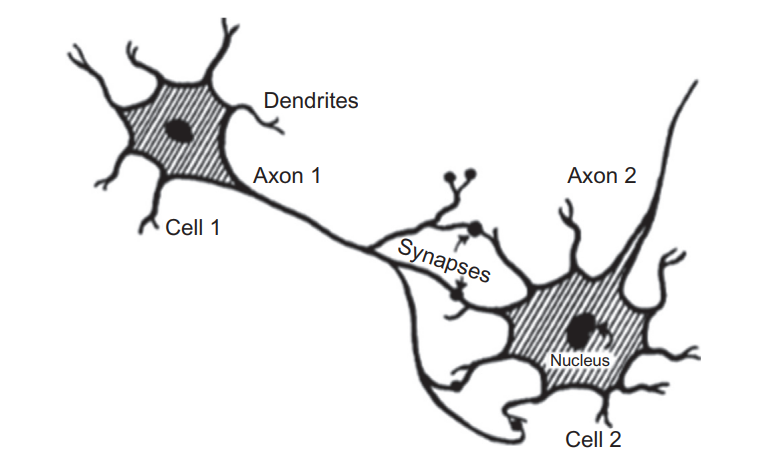 Dendrites
Axon 1
Axon 2
Cell 1
Synapses
Nucleus
Cell 2